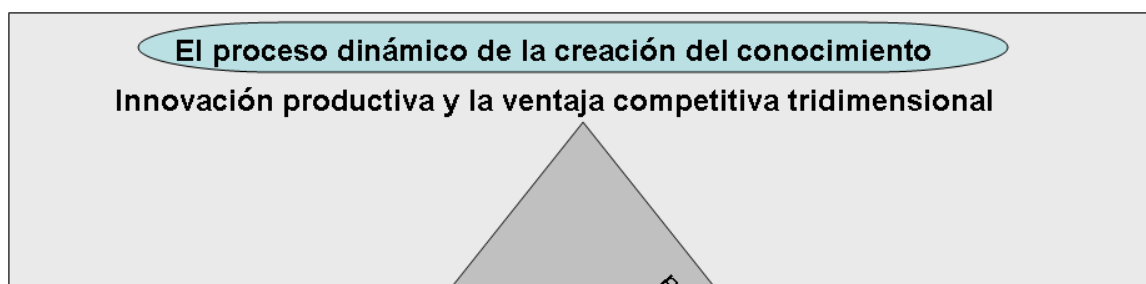 El proceso dinámico de la creación del conocimiento
Innovación productiva y la ventaja competitiva tridimensional